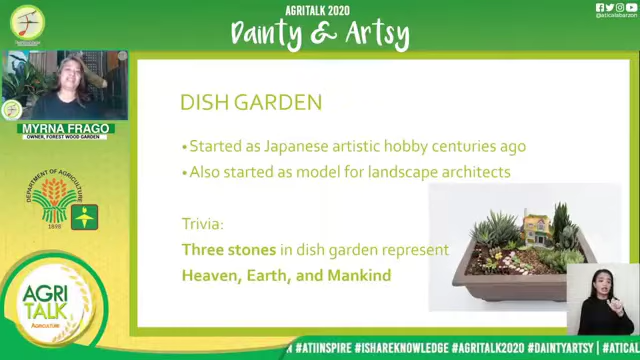 AGRITALK 2020
Dainty & Artsy
@aticalabarzon
MYRNA FRAGO
OWNER, FOREST WOOD GARDEN
DEPARTMENT OF AGRICULTURE
1898
AGRI
TALK
AGRICULTURE
DISH GARDEN
• Started as Japanese artistic hobby centuries ago
• Also started as model for landscape architects
Trivia:
Three stones in dish garden represent
Heaven, Earth, and Mankind
#ATIINSPIRE #ISHAREKNOWLEDGE #AGRITALK2020 #DAINTYARTSY | #ATICAL